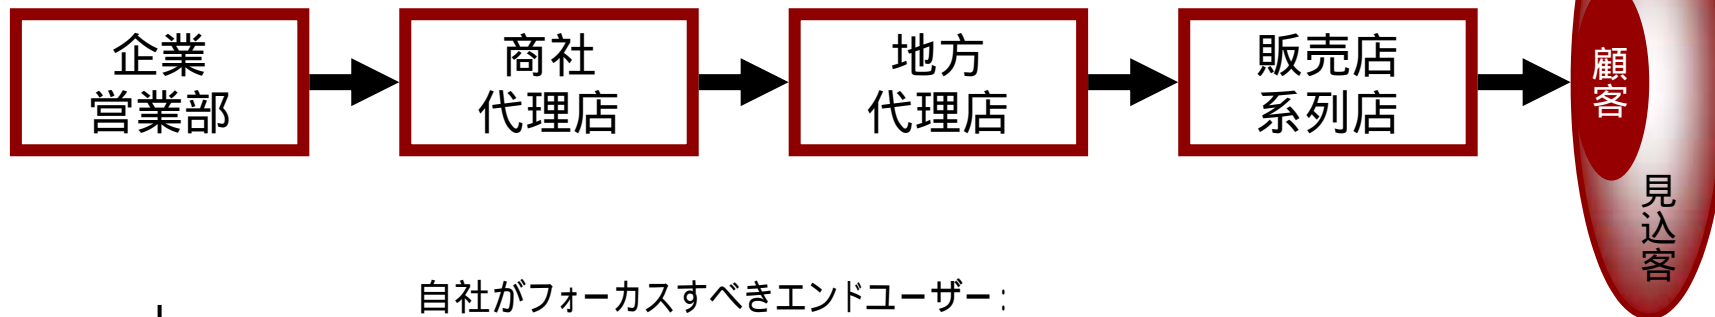 企業
営業部
商社
代理店
地方
代理店
販売店
系列店
顧客
見込客
自社がフォーカスすべきエンドユーザー：